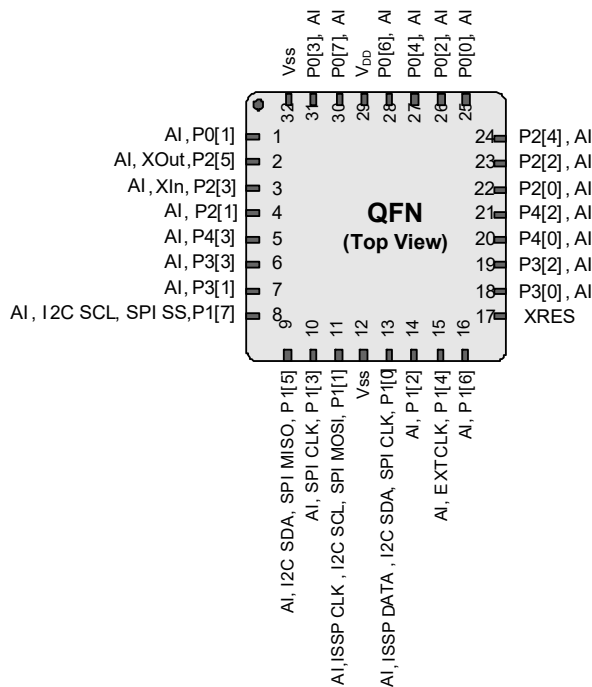 Vss
P0[3], AI
P0[7], AI
VDD
P0[6], AI
P0[4], AI
P0[2], AI
P0[0], AI
32
31
30
29
28
27
26
25
AI, P0[1] 1
AI, XOut, P2[5] 2
AI, XIn, P2[3] 3
AI, P2[1] 4
AI, P4[3] 5
AI, P3[3] 6
AI, P3[1] 7
AI, I2C SCL, SPI SS, P1[7] 8
QFN
(Top View)
24 P2[4], AI
23 P2[2], AI
22 P2[0], AI
21 P4[2], AI
20 P4[0], AI
19 P3[2], AI
18 P3[0], AI
17 XRES
9
10
11
12
13
14
15
16
AI, I2C SDA, SPI MISO, P1[5]
AI, SPI CLK, P1[3]
AI,ISSP CLK, I2C SCL, SPI MOSI, P1[1]
Vss
AI,ISSP DATA, I2C SDA, SPI CLK, P1[0]
AI, P1[2]
AI, EXTCLK, P1[4]
AI, P1[6]